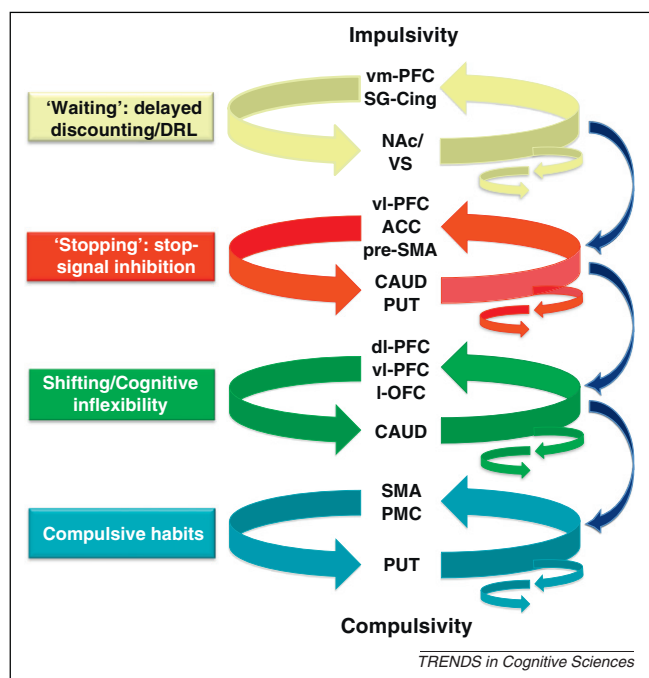 Impulsivity
'Waiting': delayed
discounting/DRL
vm-PFC
SG-Cing
NAc/
VS
'Stopping': stop-
signal inhibition
vl-PFC
ACC
pre-SMA
CAUD
PUT
Shifting/Cognitive
inflexibility
dl-PFC
vl-PFC
l-OFC
CAUD
Compulsive habits
SMA
PMC
PUT
Compulsivity
TRENDS in Cognitive Sciences